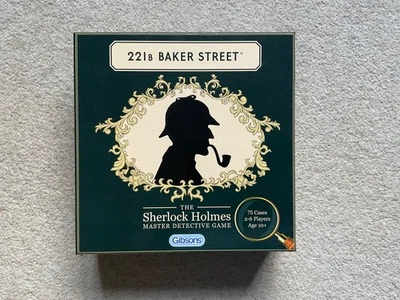 221B BAKER STREET®
THE
Sherlock Holmes
MASTER DETECTIVE GAME
75 Cases
2-6 Players
Age 10+
Gibsons